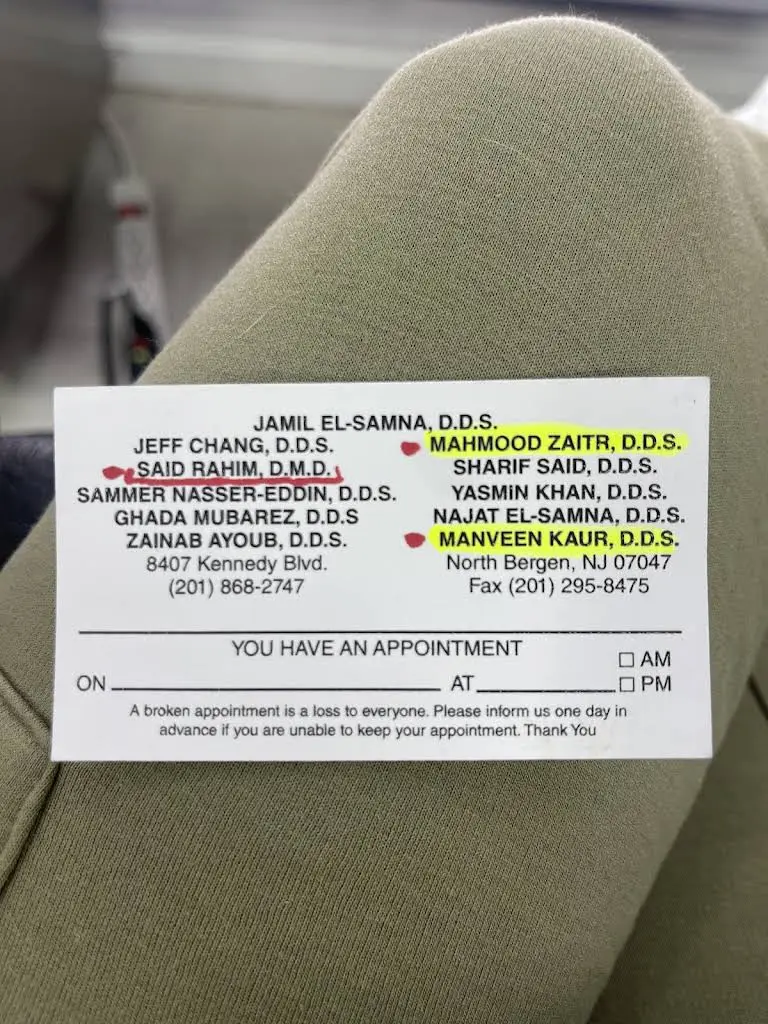 JAMIL EL-SAMNA, D.D.S.
JEFF CHANG, D.D.S. MAHMOOD ZAITR, D.D.S.
SAID RAHIM, D.M.D. SHARIF SAID, D.D.S.
SAMMER NASSER-EDDIN, D.D.S. YASMiN KHAN, D.D.S.
GHADA MUBAREZ, D.D.S NAJAT EL-SAMNA, D.D.S.
ZAINAB AYOUB, D.D.S. MANVEEN KAUR, D.D.S.
8407 Kennedy Blvd. North Bergen, NJ 07047
(201) 868-2747 Fax (201) 295-8475
YOU HAVE AN APPOINTMENT
AM
ON AT PM
A broken appointment is a loss to everyone. Please inform us one day in
advance if you are unable to keep your appointment. Thank You